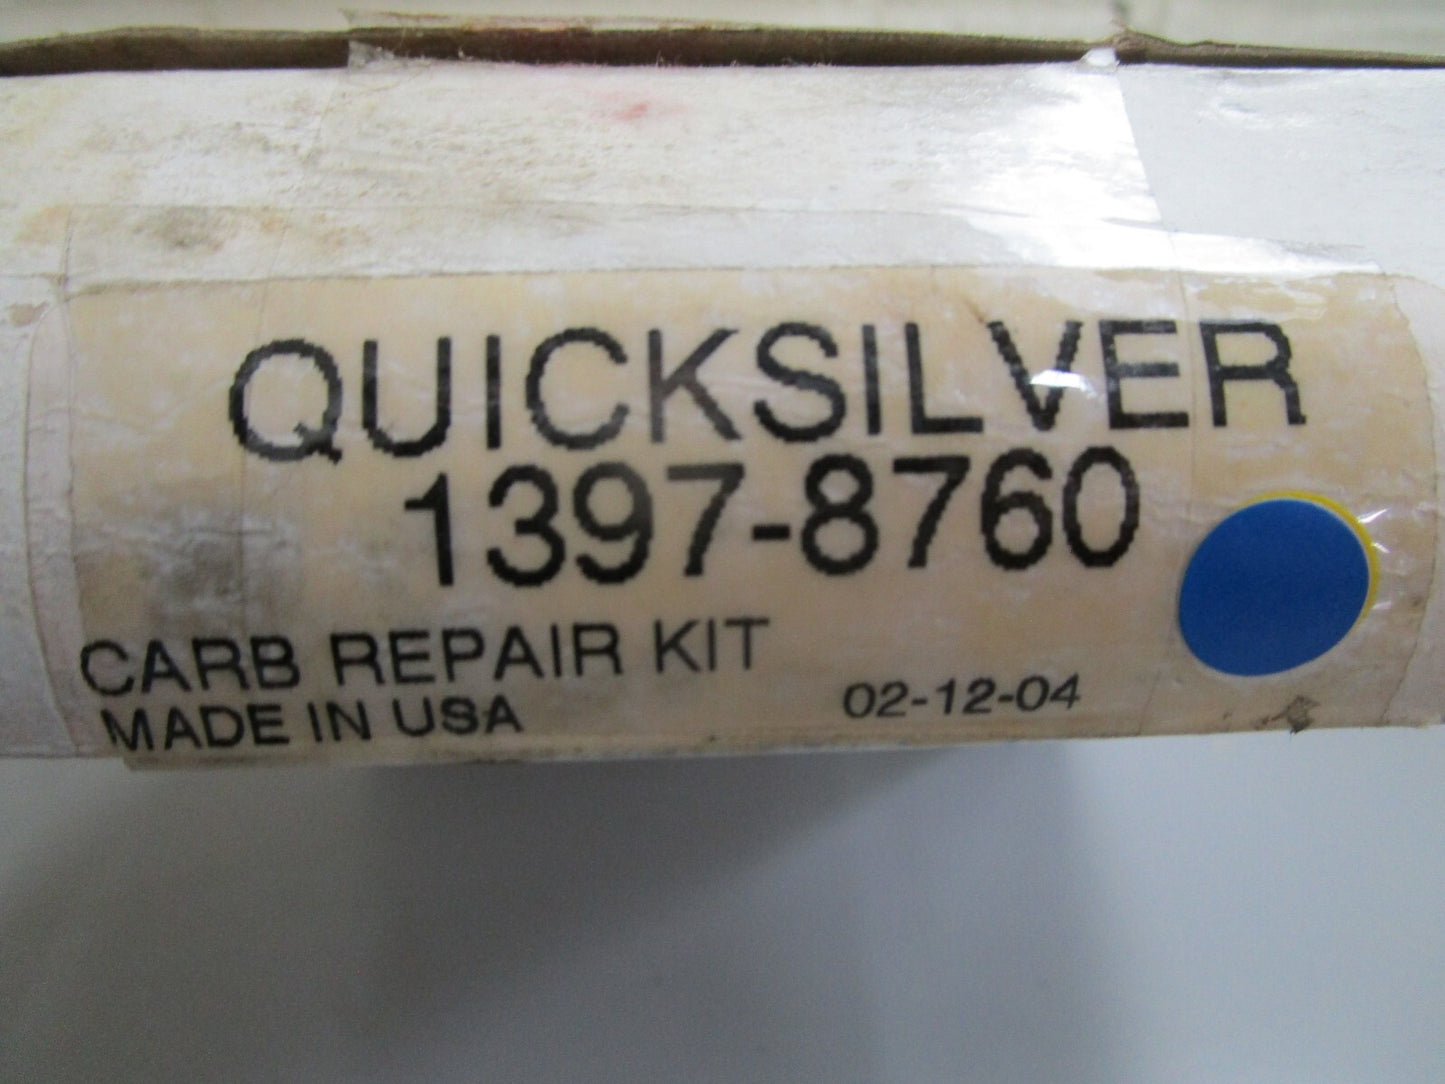 QUICKSILVER
1397-8760
CARB REPAIR KIT
MADE IN USA 02-12-04